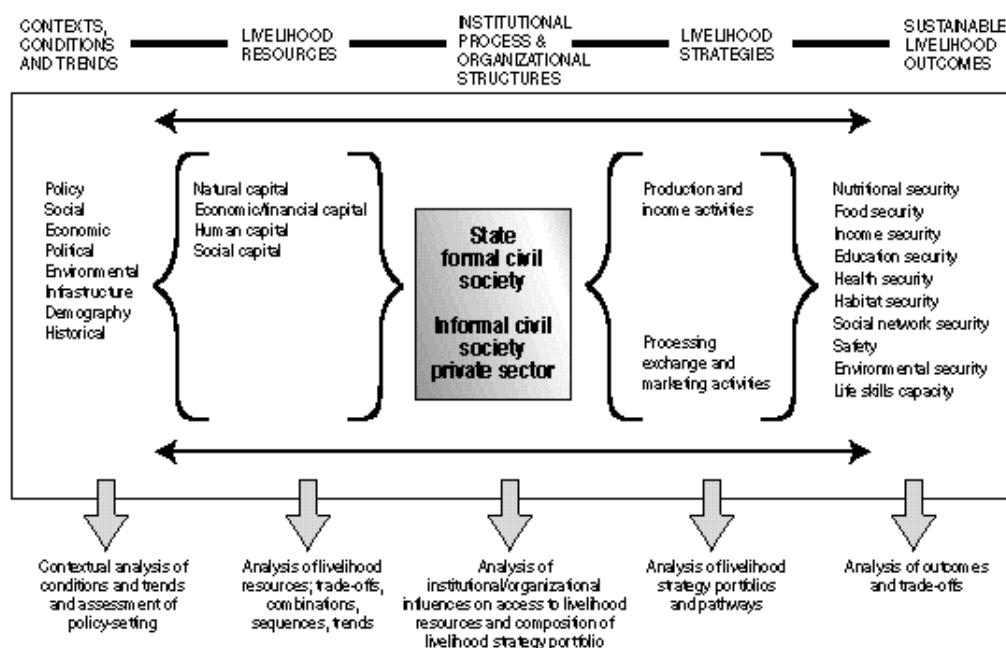 CONTEXTS,
CONDITIONS
AND TRENDS
LIVELIHOOD
RESOURCES
INSTITUTIONAL
PROCESS &
ORGANIZATIONAL
STRUCTURES
LIVELIHOOD
STRATEGIES
SUSTAINABLE
LIVELIHOOD
OUTCOMES
Policy
Social
Economic
Political
Environmental
Infrastructure
Demography
Historical
Natural capital
Economic/financial capital
Human capital
Social capital
State
formal civil
society
Informal civil
society
private sector
Production and
income activities
Processing
exchange and
marketing activities
Nutritional security
Food security
Income security
Education security
Health security
Habitat security
Social network security
Safety
Environmental security
Life skills capacity
Contextual analysis of
conditions and trends
and assessment of
policy-setting
Analysis of livelihood
resources; trade-offs,
combinations,
sequences, trends
Analysis of
institutional/organizational
influences on access to livelihood
resources and composition of
livelihood strategy portfolio
Analysis of livelihood
strategy portfolios
and pathways
Analysis of outcomes
and trade-offs